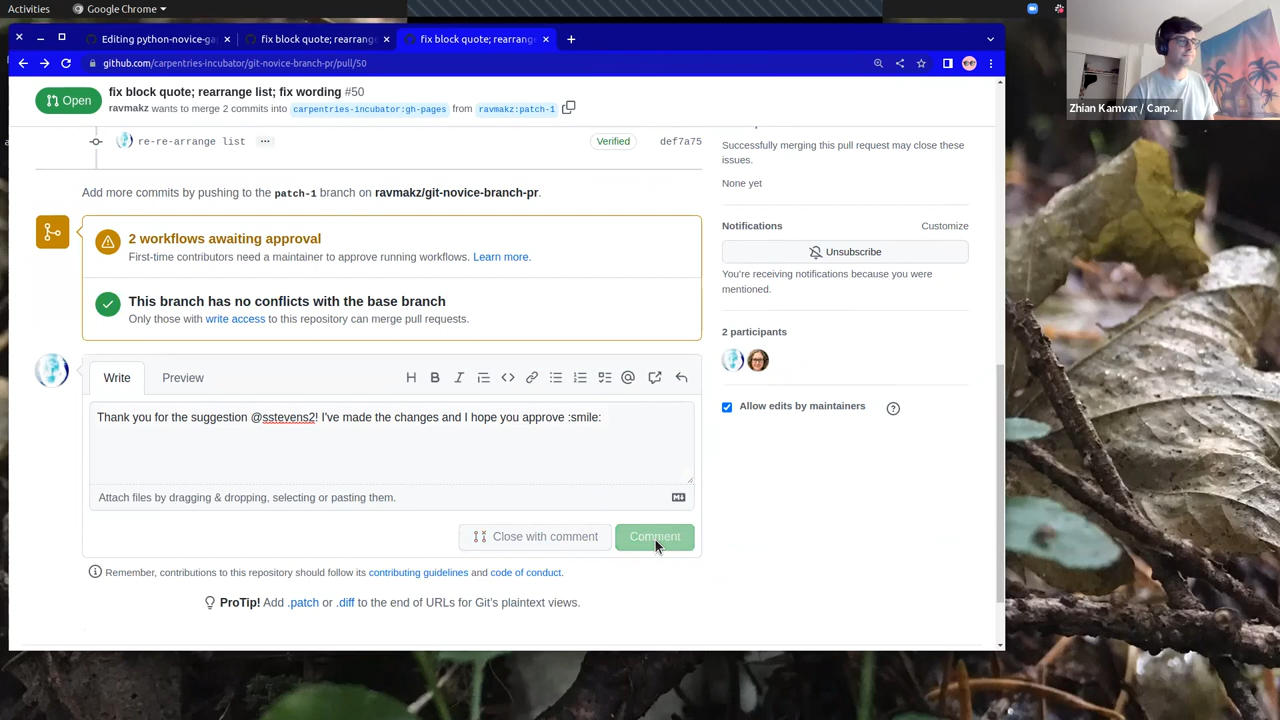 Activities
Google Chrome
Editing python-novice-ga
fix block quote; rearrange
fix block quote; rearrang
github.com/carpentries-incubator/git-novice-branch-pr/pull/50
Zhian Kamvar / Carp...
Open
fix block quote; rearrange list; fix wording #50
ravmakz wants to merge 2 commits into carpentries-incubator:gh-pages from ravmakz:patch-1
re-re-arrange list
Verified
def7a75
Successfully merging this pull request may close these
issues.
None yet
Add more commits by pushing to the patch-1 branch on ravmakz/git-novice-branch-pr.
Notifications
Customize
Unsubscribe
You're receiving notifications because you were
mentioned.
2 workflows awaiting approval
First-time contributors need a maintainer to approve running workflows. Learn more.
This branch has no conflicts with the base branch
Only those with write access to this repository can merge pull requests.
2 participants
Allow edits by maintainers
Write
Preview
Thank you for the suggestion @sstevens2! I've made the changes and I hope you approve :smile:
Attach files by dragging & dropping, selecting or pasting them.
Close with comment
Comment
Remember, contributions to this repository should follow its contributing guidelines and code of conduct.
ProTip! Add .patch or .diff to the end of URLs for Git's plaintext views.